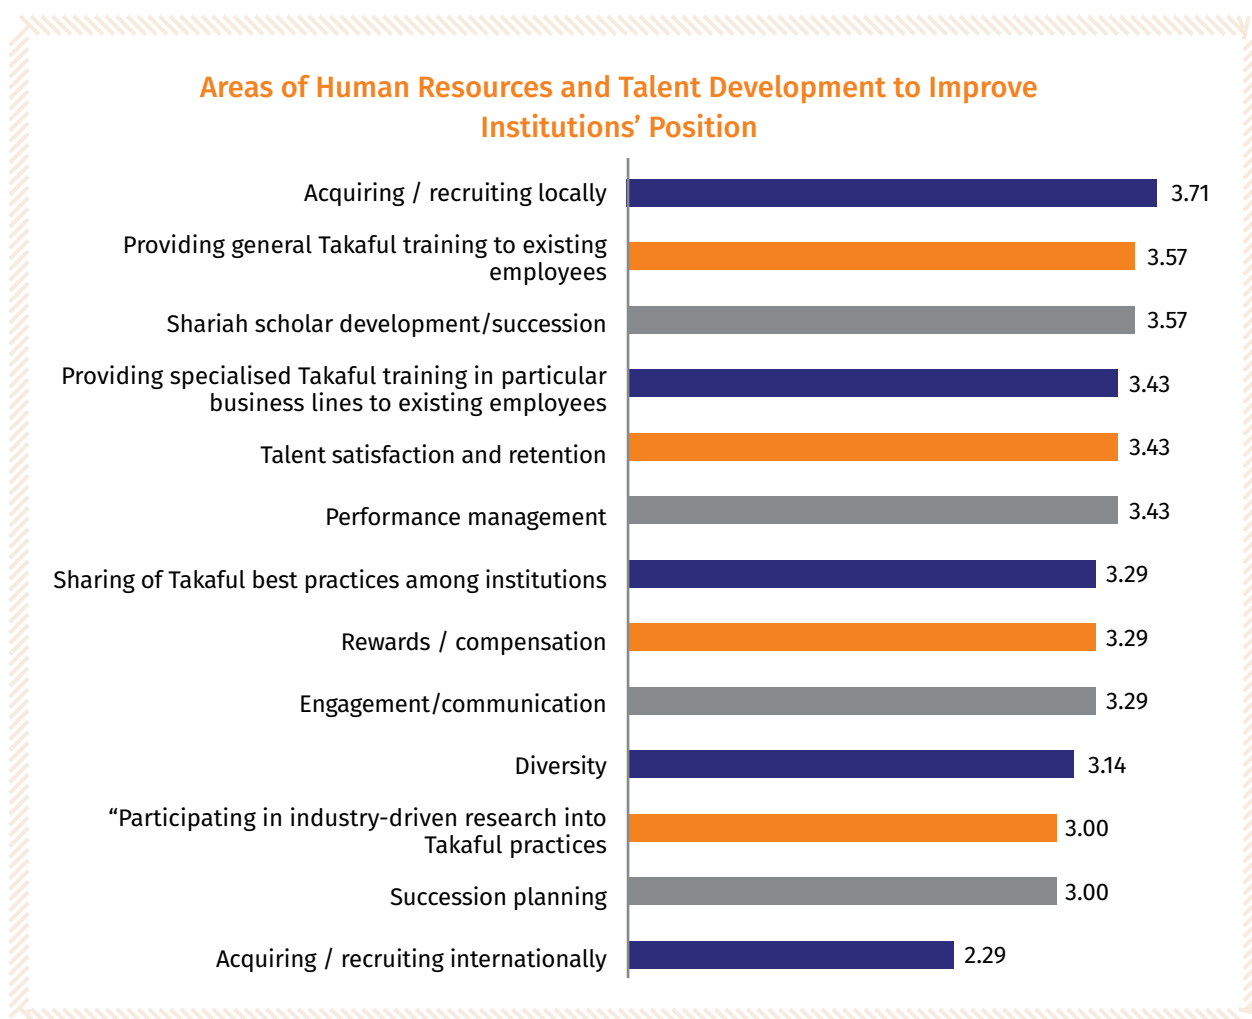 Areas of Human Resources and Talent Development to Improve
Institutions’ Position
Acquiring / recruiting locally
3.71
Providing general Takaful training to existing
employees
3.57
Shariah scholar development/succession
3.57
Providing specialised Takaful training in particular
business lines to existing employees
3.43
Talent satisfaction and retention
3.43
Performance management
3.43
Sharing of Takaful best practices among institutions
3.29
Rewards / compensation
3.29
Engagement/communication
3.29
Diversity
3.14
“Participating in industry-driven research into
Takaful practices
3.00
Succession planning
3.00
Acquiring / recruiting internationally
2.29